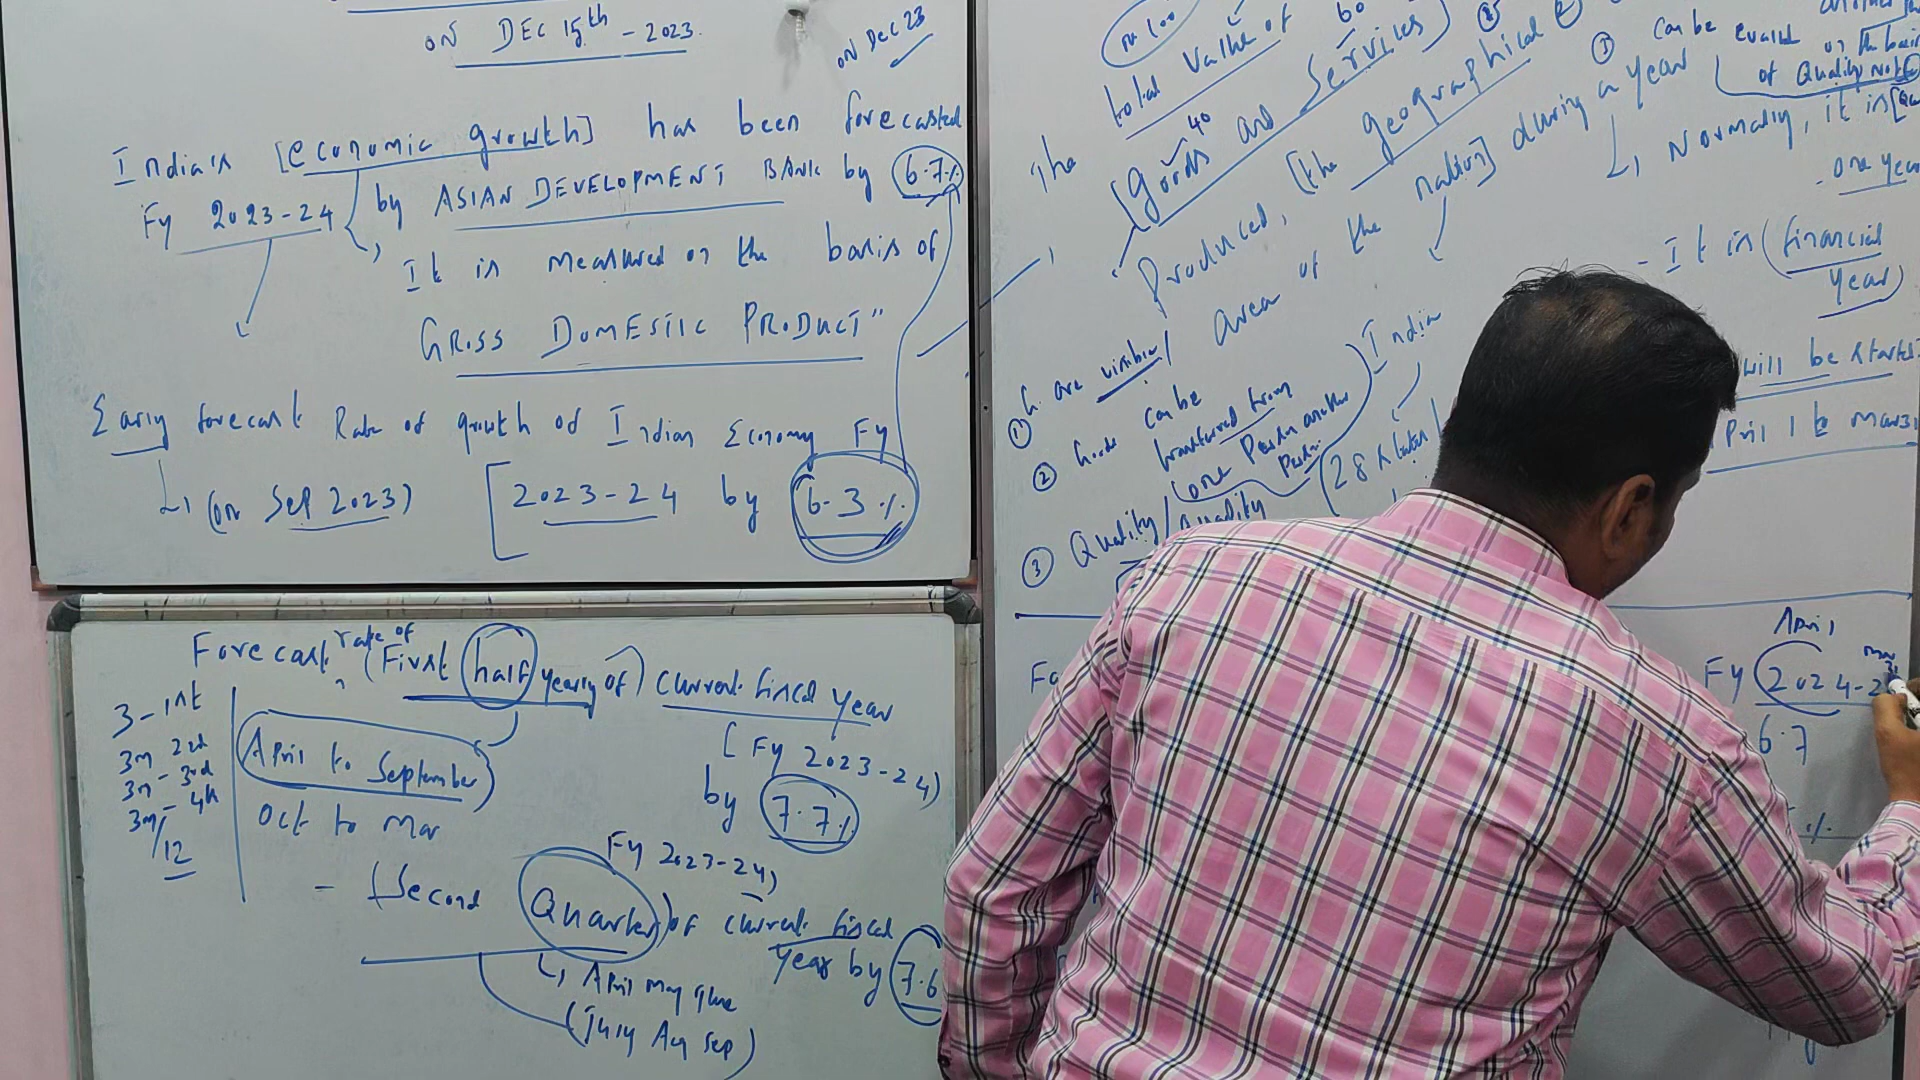 ON DEC 15th - 2023.
ON DEC 23
India's [economic growth] has been forecasted
Fy 2023-24 by ASIAN DEVELOPMENT BANK by 6.7%
It is measured on the basis of
GROSS DOMESTIC PRODUCT"
Early forecast Rate of growth of Indian Economy Fy
(on Sep 2023) [2023-24 by 6.3%
Forecast rate of (First half yearly of) current fiscal year
[Fy 2023-24)
by 7.7%
3 - 1st
3m 2nd
3m - 3rd
3m - 4th
12
April to September)
Oct to Mar
Fy 2023-24)
- Second Quarter) of current fiscal
year by 7.6
April may June
(July Aug Sep)
60
40
The total value of
[goods and services]
Produced, [the geographical
area of the nation] during a year
India
(28 states
① G. are visible
② Goods can be
transferred from
one Person another
Person
③ Quality/
③ can be
of Quality
Normally, it is
- one year
- It is (financial
year)
will be started
April 1 to Mar 31
April
Mar
31
Fy 2024-2
6.7
%